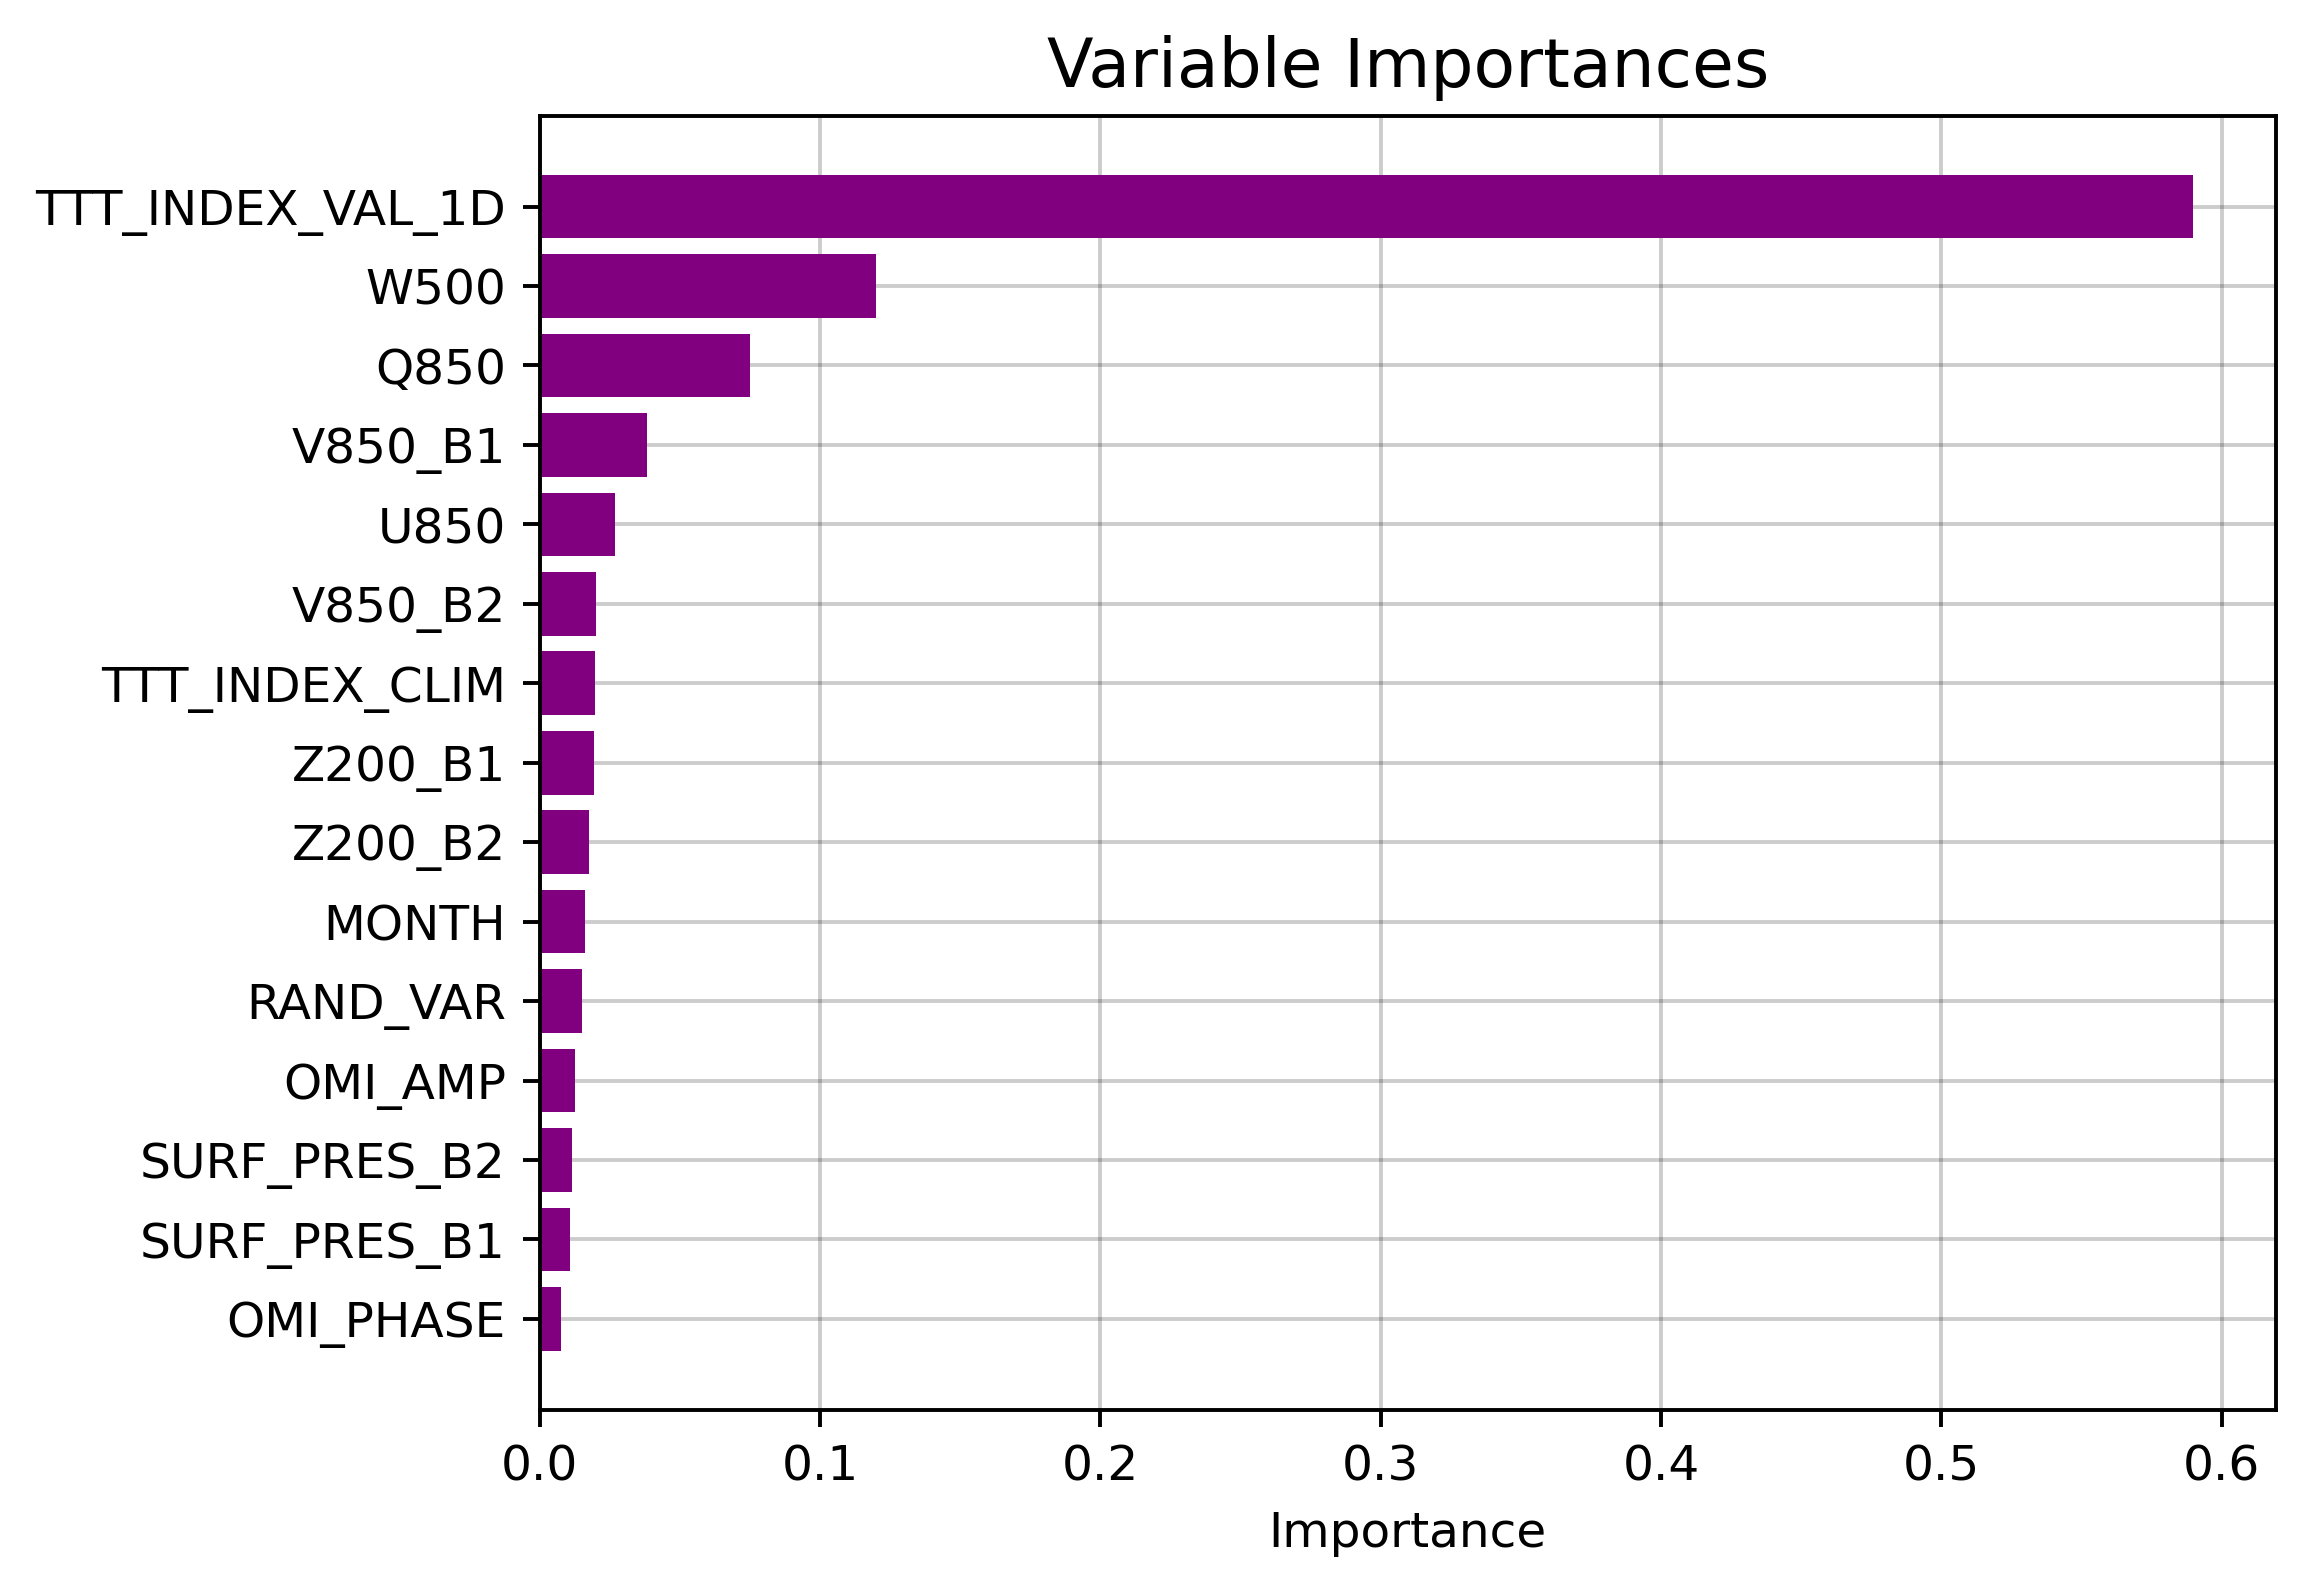 Variable Importances
TTT_INDEX_VAL_1D
W500
Q850
V850_B1
U850
V850_B2
TTT_INDEX_CLIM
Z200_B1
Z200_B2
MONTH
RAND_VAR
OMI_AMP
SURF_PRES_B2
SURF_PRES_B1
OMI_PHASE
0.0 0.1 0.2 0.3 0.4 0.5 0.6
Importance